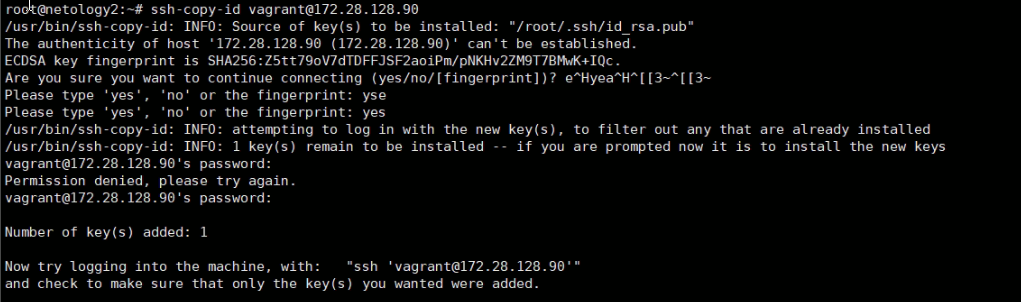 root@netology2:~# ssh-copy-id vagrant@172.28.128.90
/usr/bin/ssh-copy-id: INFO: Source of key(s) to be installed: "/root/.ssh/id_rsa.pub"
The authenticity of host '172.28.128.90 (172.28.128.90)' can't be established.
ECDSA key fingerprint is SHA256:Z5tt79oV7dTDFFJSF2aoiPm/pNKHv2ZM9T7BMwK+IQc.
Are you sure you want to continue connecting (yes/no/[fingerprint])? e^Hyea^H^[[3~^[[3~
Please type 'yes', 'no' or the fingerprint: yse
Please type 'yes', 'no' or the fingerprint: yes
/usr/bin/ssh-copy-id: INFO: attempting to log in with the new key(s), to filter out any that are already installed
/usr/bin/ssh-copy-id: INFO: 1 key(s) remain to be installed -- if you are prompted now it is to install the new keys
vagrant@172.28.128.90's password:
Permission denied, please try again.
vagrant@172.28.128.90's password:
Number of key(s) added: 1
Now try logging into the machine, with:   "ssh 'vagrant@172.28.128.90'"
and check to make sure that only the key(s) you wanted were added.